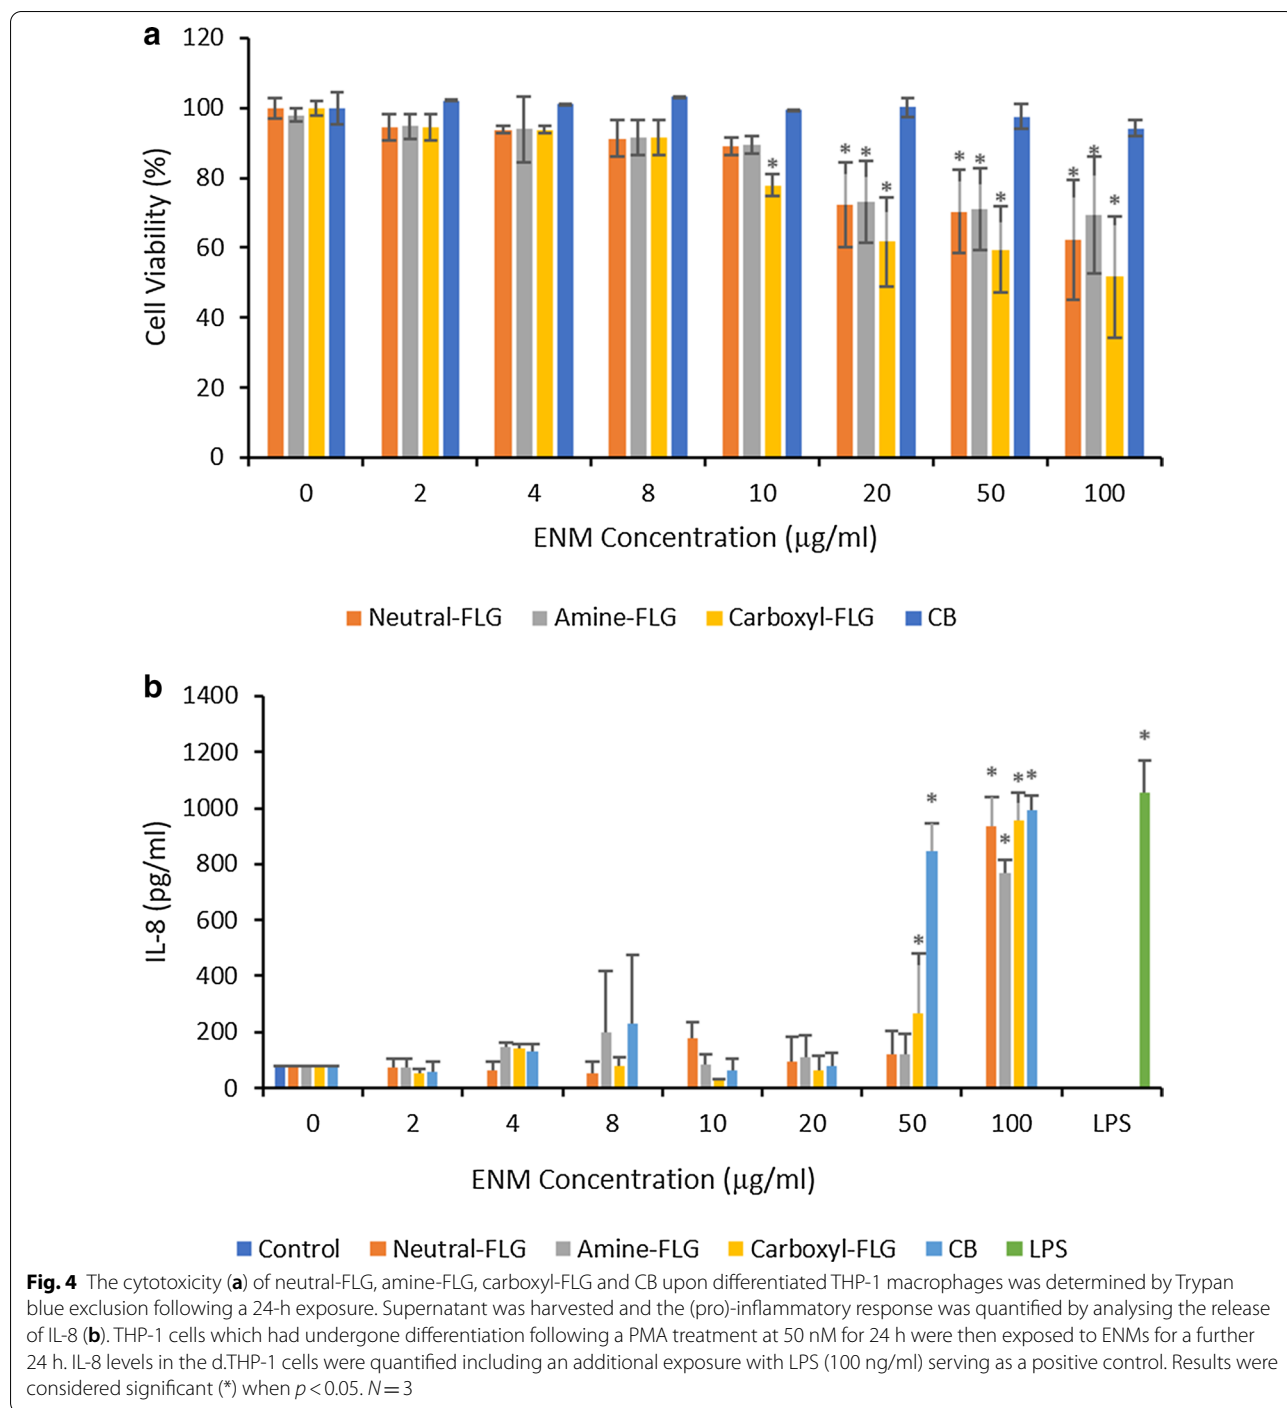 a
120
100
80
60
40
20
0
Cell Viability (%)
* * * * * * * * * *
0 2 4 8 10 20 50 100
ENM Concentration (µg/ml)
Neutral-FLG Amine-FLG Carboxyl-FLG CB
b
1400
1200
1000
800
600
400
200
0
IL-8 (pg/ml)
* * * * * * *
0 2 4 8 10 20 50 100 LPS
ENM Concentration (µg/ml)
Control Neutral-FLG Amine-FLG Carboxyl-FLG CB LPS
Fig. 4 The cytotoxicity (a) of neutral-FLG, amine-FLG, carboxyl-FLG and CB upon differentiated THP-1 macrophages was determined by Trypan
blue exclusion following a 24-h exposure. Supernatant was harvested and the (pro)-inflammatory response was quantified by analysing the release
of IL-8 (b). THP-1 cells which had undergone differentiation following a PMA treatment at 50 nM for 24 h were then exposed to ENMs for a further
24 h. IL-8 levels in the d.THP-1 cells were quantified including an additional exposure with LPS (100 ng/ml) serving as a positive control. Results were
considered significant (*) when p < 0.05. N = 3